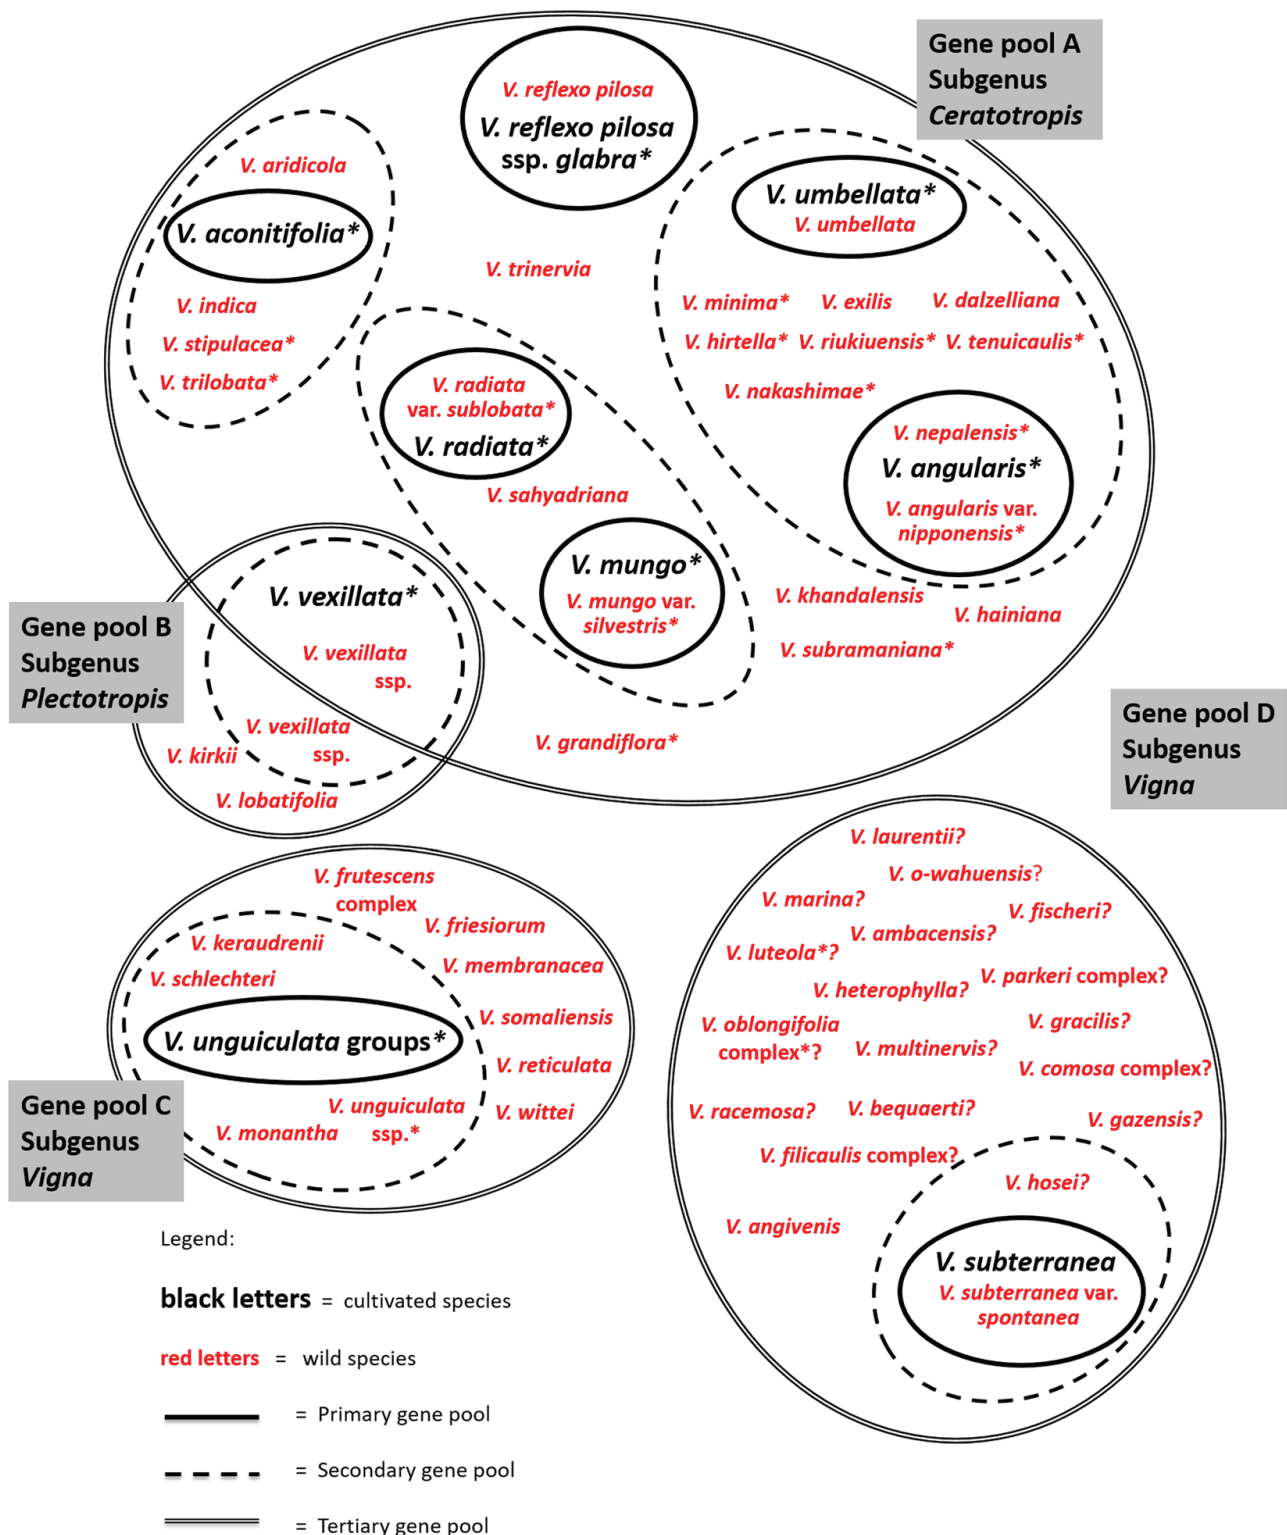 Gene pool A
Subgenus
Ceratotropis
V. reflexo pilosa
V. reflexo pilosa
ssp. glabra*
V. aridicola
V. aconitifolia*
V. indica
V. stipulacea*
V. trilobata*
V. trinervia
V. umbellata*
V. umbellata
V. minima* V. exilis V. dalzelliana
V. hirtella* V. riukiuensis* V. tenuicaulis*
V. nakashimae*
V. nepalensis*
V. angularis*
V. angularis var.
nipponensis*
V. radiata
var. sublobata*
V. radiata*
V. sahyadriana
V. mungo*
V. mungo var.
silvestris*
V. khandalensis
V. hainiana
V. subramaniana*
V. grandiflora*
Gene pool B
Subgenus
Plectotropis
V. vexillata*
V. vexillata
ssp.
V. vexillata
ssp.
V. kirkii
V. lobatifolia
Gene pool D
Subgenus
Vigna
V. laurentii?
V. o-wahuensis?
V. marina?
V. fischeri?
V. ambacensis?
V. luteola*?
V. parkeri complex?
V. heterophylla?
V. oblongifolia
complex*?
V. gracilis?
V. multinervis?
V. comosa complex?
V. racemosa?
V. bequaerti?
V. gazensis?
V. filicaulis complex?
V. hosei?
V. angivenis
V. subterranea
V. subterranea var.
spontanea
V. frutescens
complex
V. friesiorum
V. keraudrenii
V. membranacea
V. schlechteri
V. somaliensis
V. unguiculata groups*
V. reticulata
V. unguiculata
ssp.*
V. wittei
V. monantha
Gene pool C
Subgenus
Vigna
Legend:
black letters = cultivated species
red letters = wild species
= Primary gene pool
= Secondary gene pool
= Tertiary gene pool